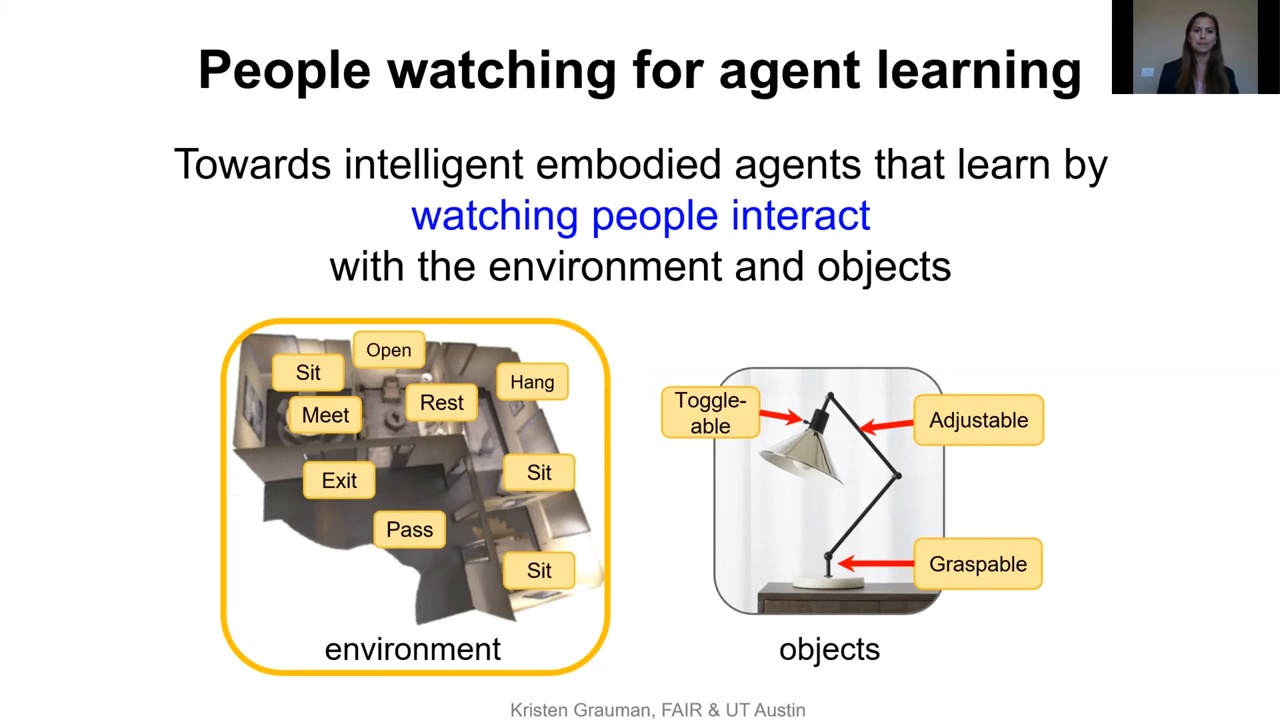 People watching for agent learning
Towards intelligent embodied agents that learn by
watching people interact
with the environment and objects
Open
Sit
Hang
Meet
Rest
Exit
Sit
Pass
Sit
environment
Toggle-
able
Adjustable
Graspable
objects
Kristen Grauman, FAIR & UT Austin